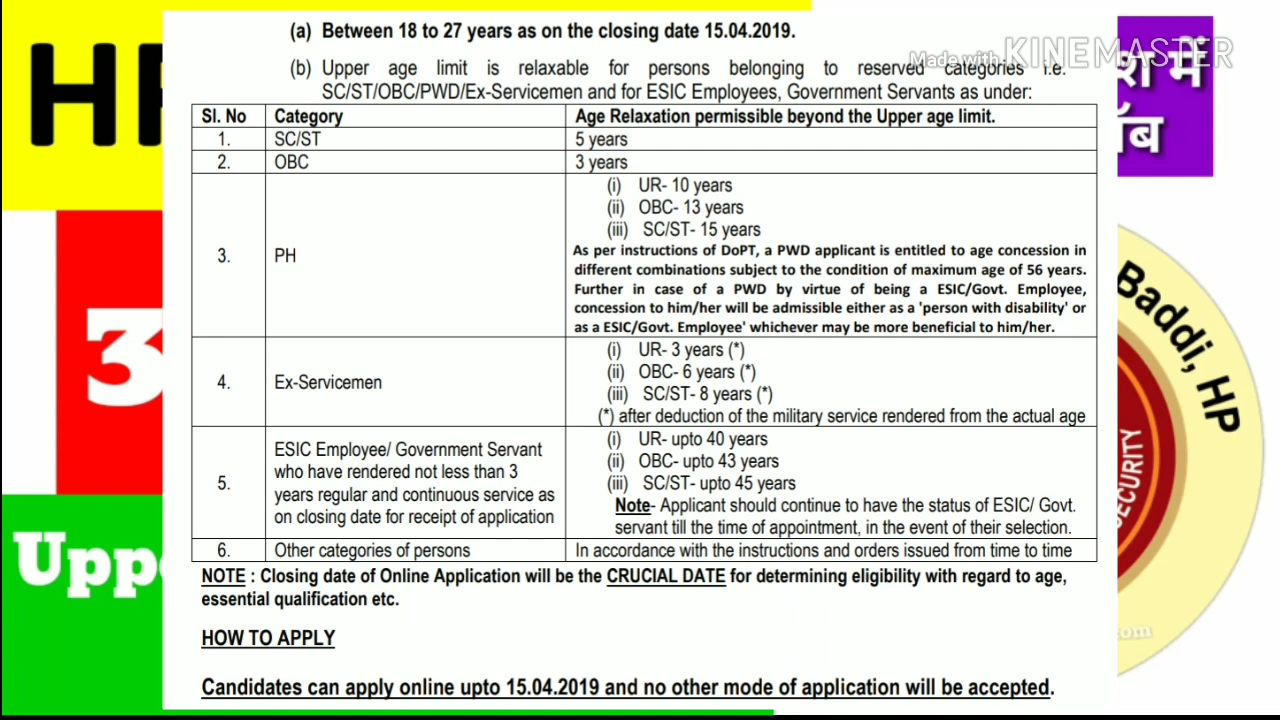 HP
(a) Between 18 to 27 years as on the closing date 15.04.2019.
Made with KINEMASTER
(b) Upper age limit is relaxable for persons belonging to reserved categories i.e.
SC/ST/OBC/PWD/Ex-Servicemen and for ESIC Employees, Government Servants as under:
में
जॉब
Sl. No Category Age Relaxation permissible beyond the Upper age limit.
1. SC/ST 5 years
2. OBC 3 years
3. PH
(i) UR- 10 years
(ii) OBC- 13 years
(iii) SC/ST- 15 years
As per instructions of DoPT, a PWD applicant is entitled to age concession in
different combinations subject to the condition of maximum age of 56 years.
Further in case of a PWD by virtue of being a ESIC/Govt. Employee,
concession to him/her will be admissible either as a 'person with disability' or
as a ESIC/Govt. Employee' whichever may be more beneficial to him/her.
4. Ex-Servicemen
(i) UR- 3 years (*)
(ii) OBC- 6 years (*)
(iii) SC/ST- 8 years (*)
(*) after deduction of the military service rendered from the actual age
5.
ESIC Employee/ Government Servant
who have rendered not less than 3
years regular and continuous service as
on closing date for receipt of application
(i) UR- upto 40 years
(ii) OBC- upto 43 years
(iii) SC/ST- upto 45 years
Note- Applicant should continue to have the status of ESIC/ Govt.
servant till the time of appointment, in the event of their selection.
6. Other categories of persons In accordance with the instructions and orders issued from time to time
NOTE : Closing date of Online Application will be the CRUCIAL DATE for determining eligibility with regard to age,
essential qualification etc.
HOW TO APPLY
Candidates can apply online upto 15.04.2019 and no other mode of application will be accepted.
3
Upp
Baddi, HP
SECURITY
.com